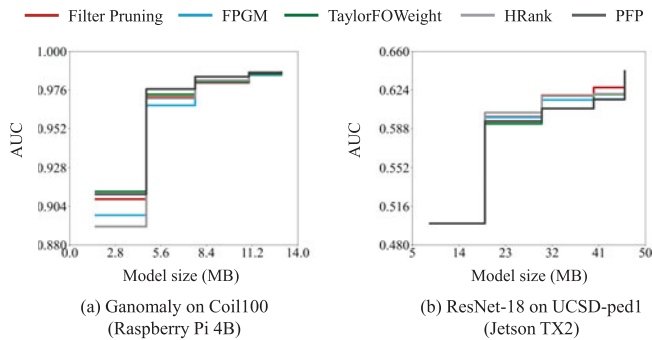 Filter Pruning FPGM TaylorFOWeight HRank PFP
1.000
0.976
0.952
0.928
0.904
0.880
AUC
0.0 2.8 5.6 8.4 11.2 14.0
Model size (MB)
(a) Ganomaly on Coil100
(Raspberry Pi 4B)
0.660
0.624
0.588
0.552
0.516
0.480
AUC
5 14 23 32 41 50
Model size (MB)
(b) ResNet-18 on UCSD-ped1
(Jetson TX2)